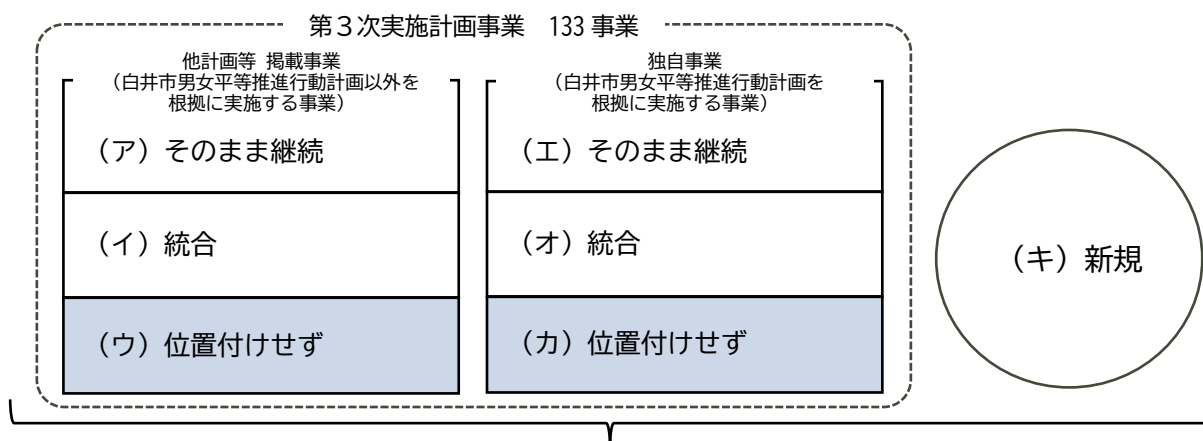 第３次実施計画事業　133 事業
他計画等 掲載事業
（白井市男女平等推進行動計画以外を
根拠に実施する事業）
（ア）そのまま継続
（イ）統合
（ウ）位置付けせず
独自事業
（白井市男女平等推進行動計画を
根拠に実施する事業）
（エ）そのまま継続
（オ）統合
（カ）位置付けせず
（キ）新規